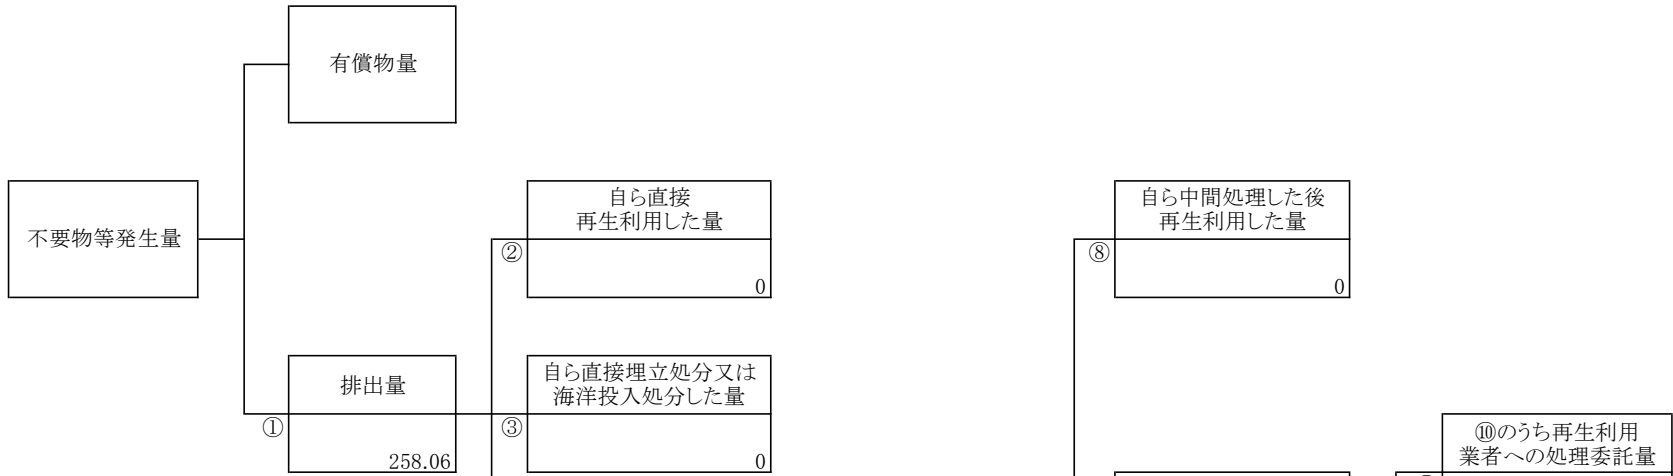 有償物量
不要物等発生量
自ら直接
再生利用した量
②
0
自ら中間処理した後
再生利用した量
⑧
0
排出量
①
258.06
自ら直接埋立処分又は
海洋投入処分した量
③
0
⑩のうち再生利用
業者への処理委託量